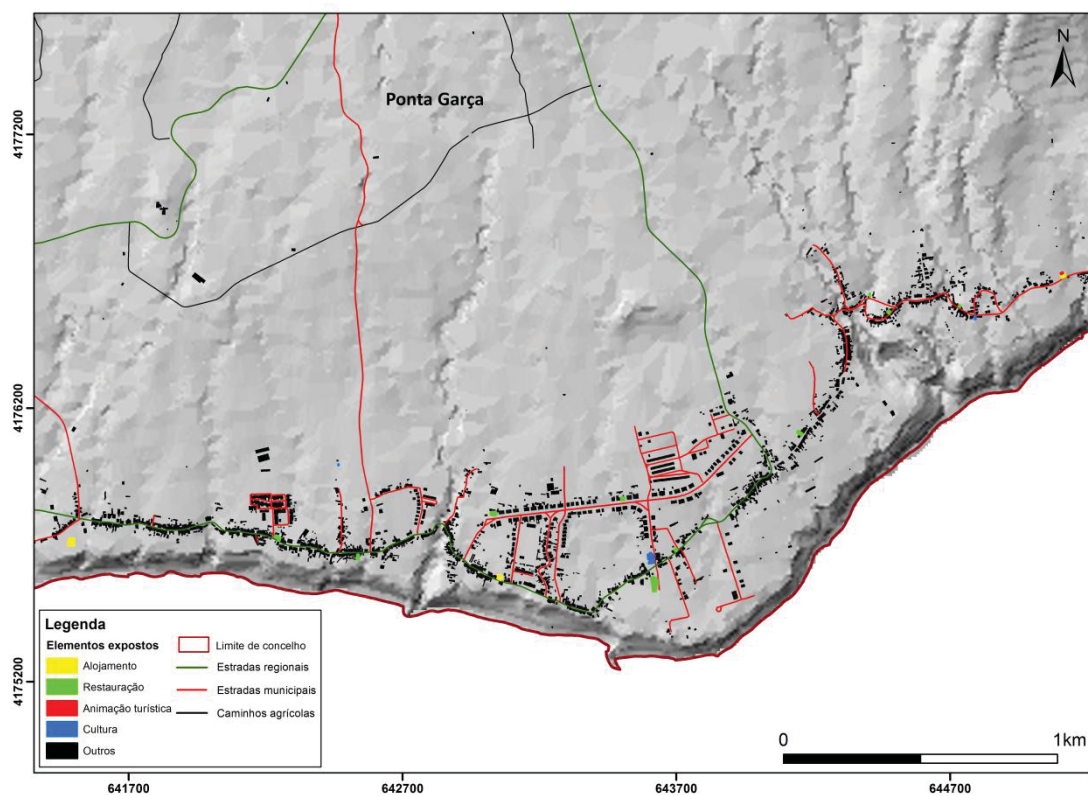 N
Ponta Garça
4177200
4176200
4175200
Legenda
Elementos expostos
Alojamento
Restauração
Animação turística
Cultura
Outros
Limite de concelho
Estradas regionais
Estradas municipais
Caminhos agrícolas
0 1km
641700 642700 643700 644700